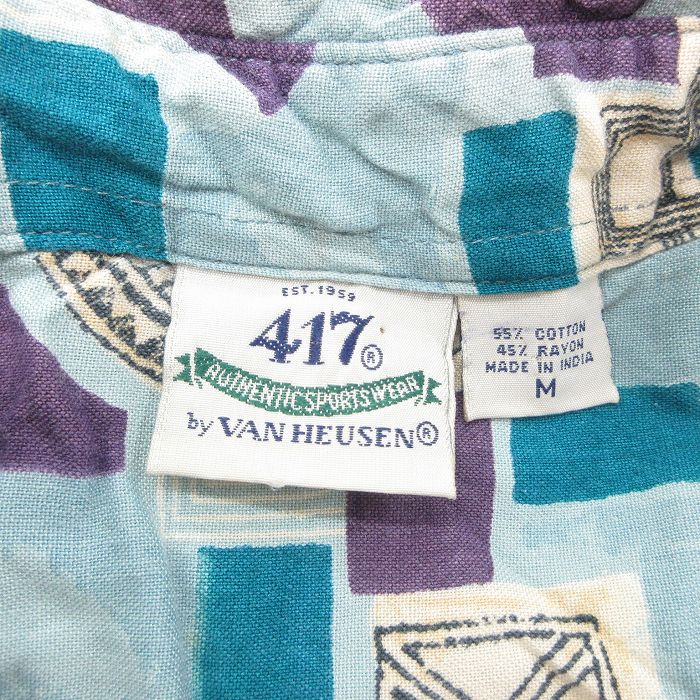 EST. 1959
417®
AUTHENTIC SPORTSWEAR
by VAN HEUSEN®
55% COTTON
45% RAYON
MADE IN INDIA
M